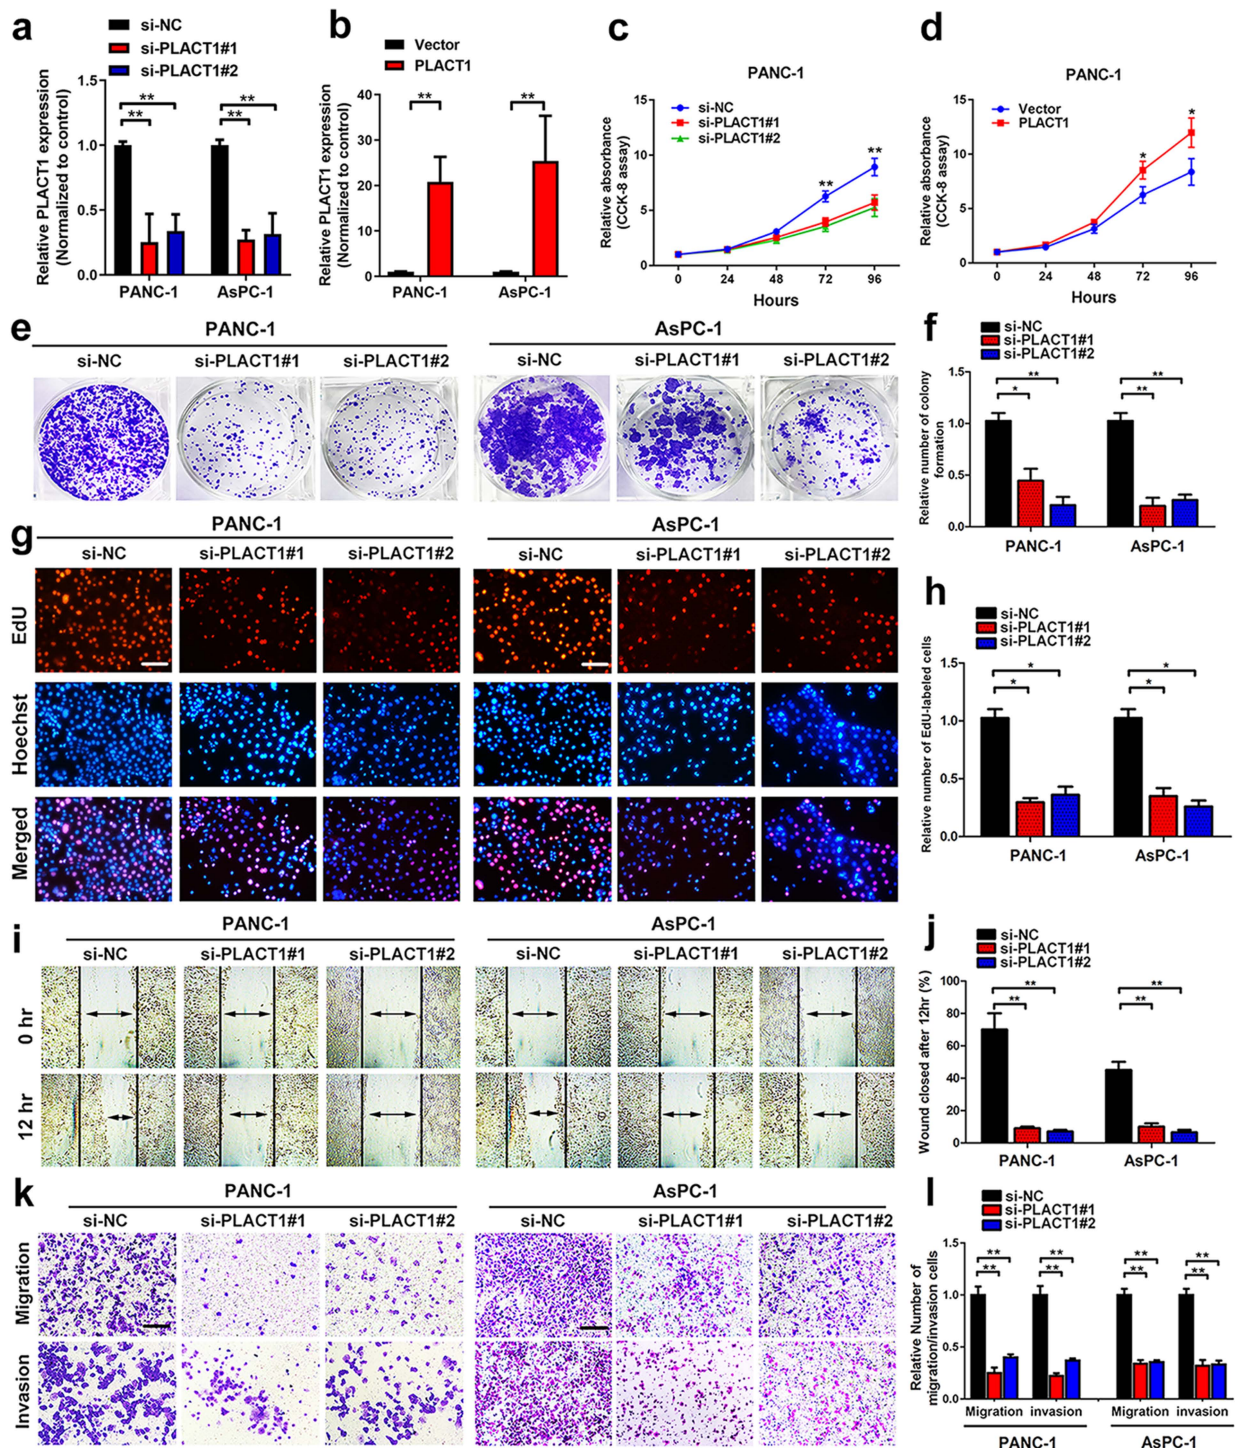 a
si-NC
si-PLACT1#1
si-PLACT1#2
Relative PLACT1 expression
(Normalized to control)
1.5
1.0
0.5
0.0
**
**
**
**
PANC-1
AsPC-1
b
Vector
PLACT1
Relative PLACT1 expression
(Normalized to control)
40
30
20
10
0
**
**
PANC-1
AsPC-1
c
PANC-1
si-NC
si-PLACT1#1
si-PLACT1#2
Relative absorbance
(CCK-8 assay)
15
10
5
0
**
**
0 24 48 72 96
Hours
d
PANC-1
Vector
PLACT1
Relative absorbance
(CCK-8 assay)
15
10
5
0
*
*
0 24 48 72 96
Hours
e
PANC-1
AsPC-1
si-NC si-PLACT1#1 si-PLACT1#2
si-NC si-PLACT1#1 si-PLACT1#2
f
si-NC
si-PLACT1#1
si-PLACT1#2
Relative number of colony
formation
1.5
1.0
0.5
0.0
**
*
**
**
PANC-1
AsPC-1
g
PANC-1
AsPC-1
si-NC si-PLACT1#1 si-PLACT1#2
si-NC si-PLACT1#1 si-PLACT1#2
EdU
Hoechst
Merged
h
si-NC
si-PLACT1#1
si-PLACT1#2
Relative number of EdU-labeled cells
1.5
1.0
0.5
0.0
*
*
*
*
PANC-1
AsPC-1
i
PANC-1
AsPC-1
si-NC si-PLACT1#1 si-PLACT1#2
si-NC si-PLACT1#1 si-PLACT1#2
0 hr
12 hr
j
si-NC
si-PLACT1#1
si-PLACT1#2
Wound closed after 12hr (%)
100
80
60
40
20
0
**
**
**
**
PANC-1
AsPC-1
k
PANC-1
AsPC-1
si-NC si-PLACT1#1 si-PLACT1#2
si-NC si-PLACT1#1 si-PLACT1#2
Migration
Invasion
l
si-NC
si-PLACT1#1
si-PLACT1#2
Relative Number of
migration/invasion cells
1.5
1.0
0.5
0.0
**
**
**
**
**
**
**
**
Migration invasion Migration invasion
PANC-1
AsPC-1